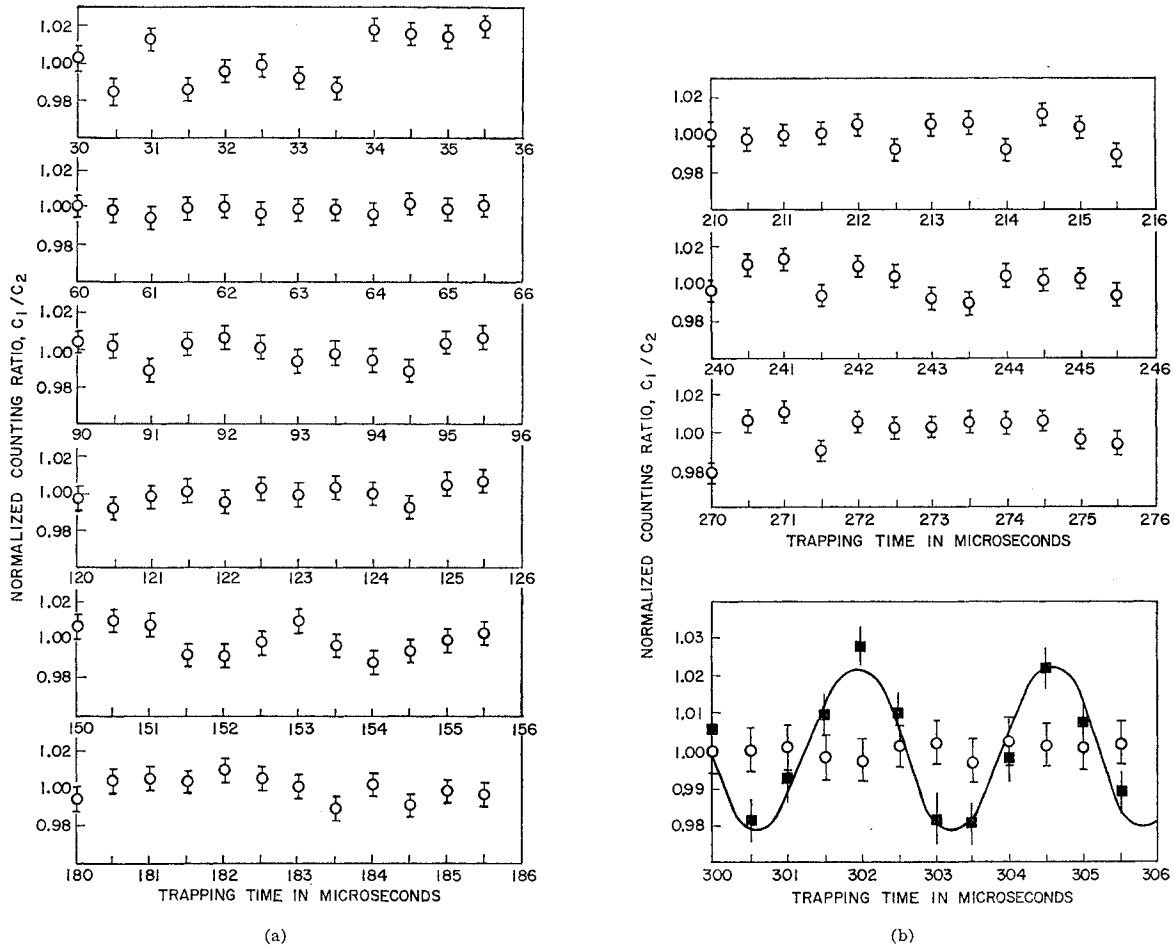 NORMALIZED COUNTING RATIO, C1/C2
1.02
1.00
0.98
30 31 32 33 34 35 36
1.02
1.00
0.98
60 61 62 63 64 65 66
1.02
1.00
0.98
90 91 92 93 94 95 96
1.02
1.00
0.98
120 121 122 123 124 125 126
1.02
1.00
0.98
150 151 152 153 154 155 156
1.02
1.00
0.98
180 181 182 183 184 185 186
TRAPPING TIME IN MICROSECONDS
(a)
NORMALIZED COUNTING RATIO, C1/C2
1.02
1.00
0.98
210 211 212 213 214 215 216
1.02
1.00
0.98
240 241 242 243 244 245 246
1.02
1.00
0.98
270 271 272 273 274 275 276
TRAPPING TIME IN MICROSECONDS
1.03
1.02
1.01
1.00
0.99
0.98
300 301 302 303 304 305 306
TRAPPING TIME IN MICROSECONDS
(b)